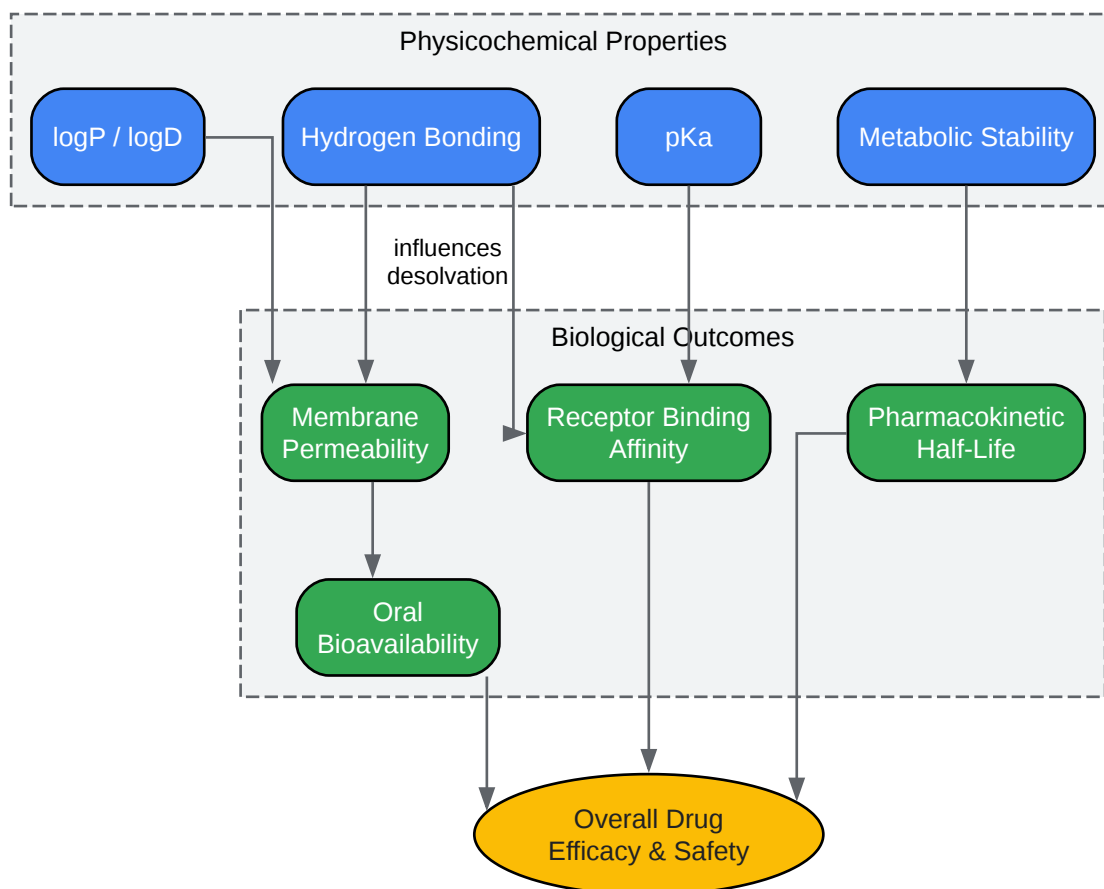 Physicochemical Properties
logP / logD
Hydrogen Bonding
pKa
Metabolic Stability
influences
desolvation
Biological Outcomes
Membrane
Permeability
Receptor Binding
Affinity
Pharmacokinetic
Half-Life
Oral
Bioavailability
Overall Drug
Efficacy & Safety